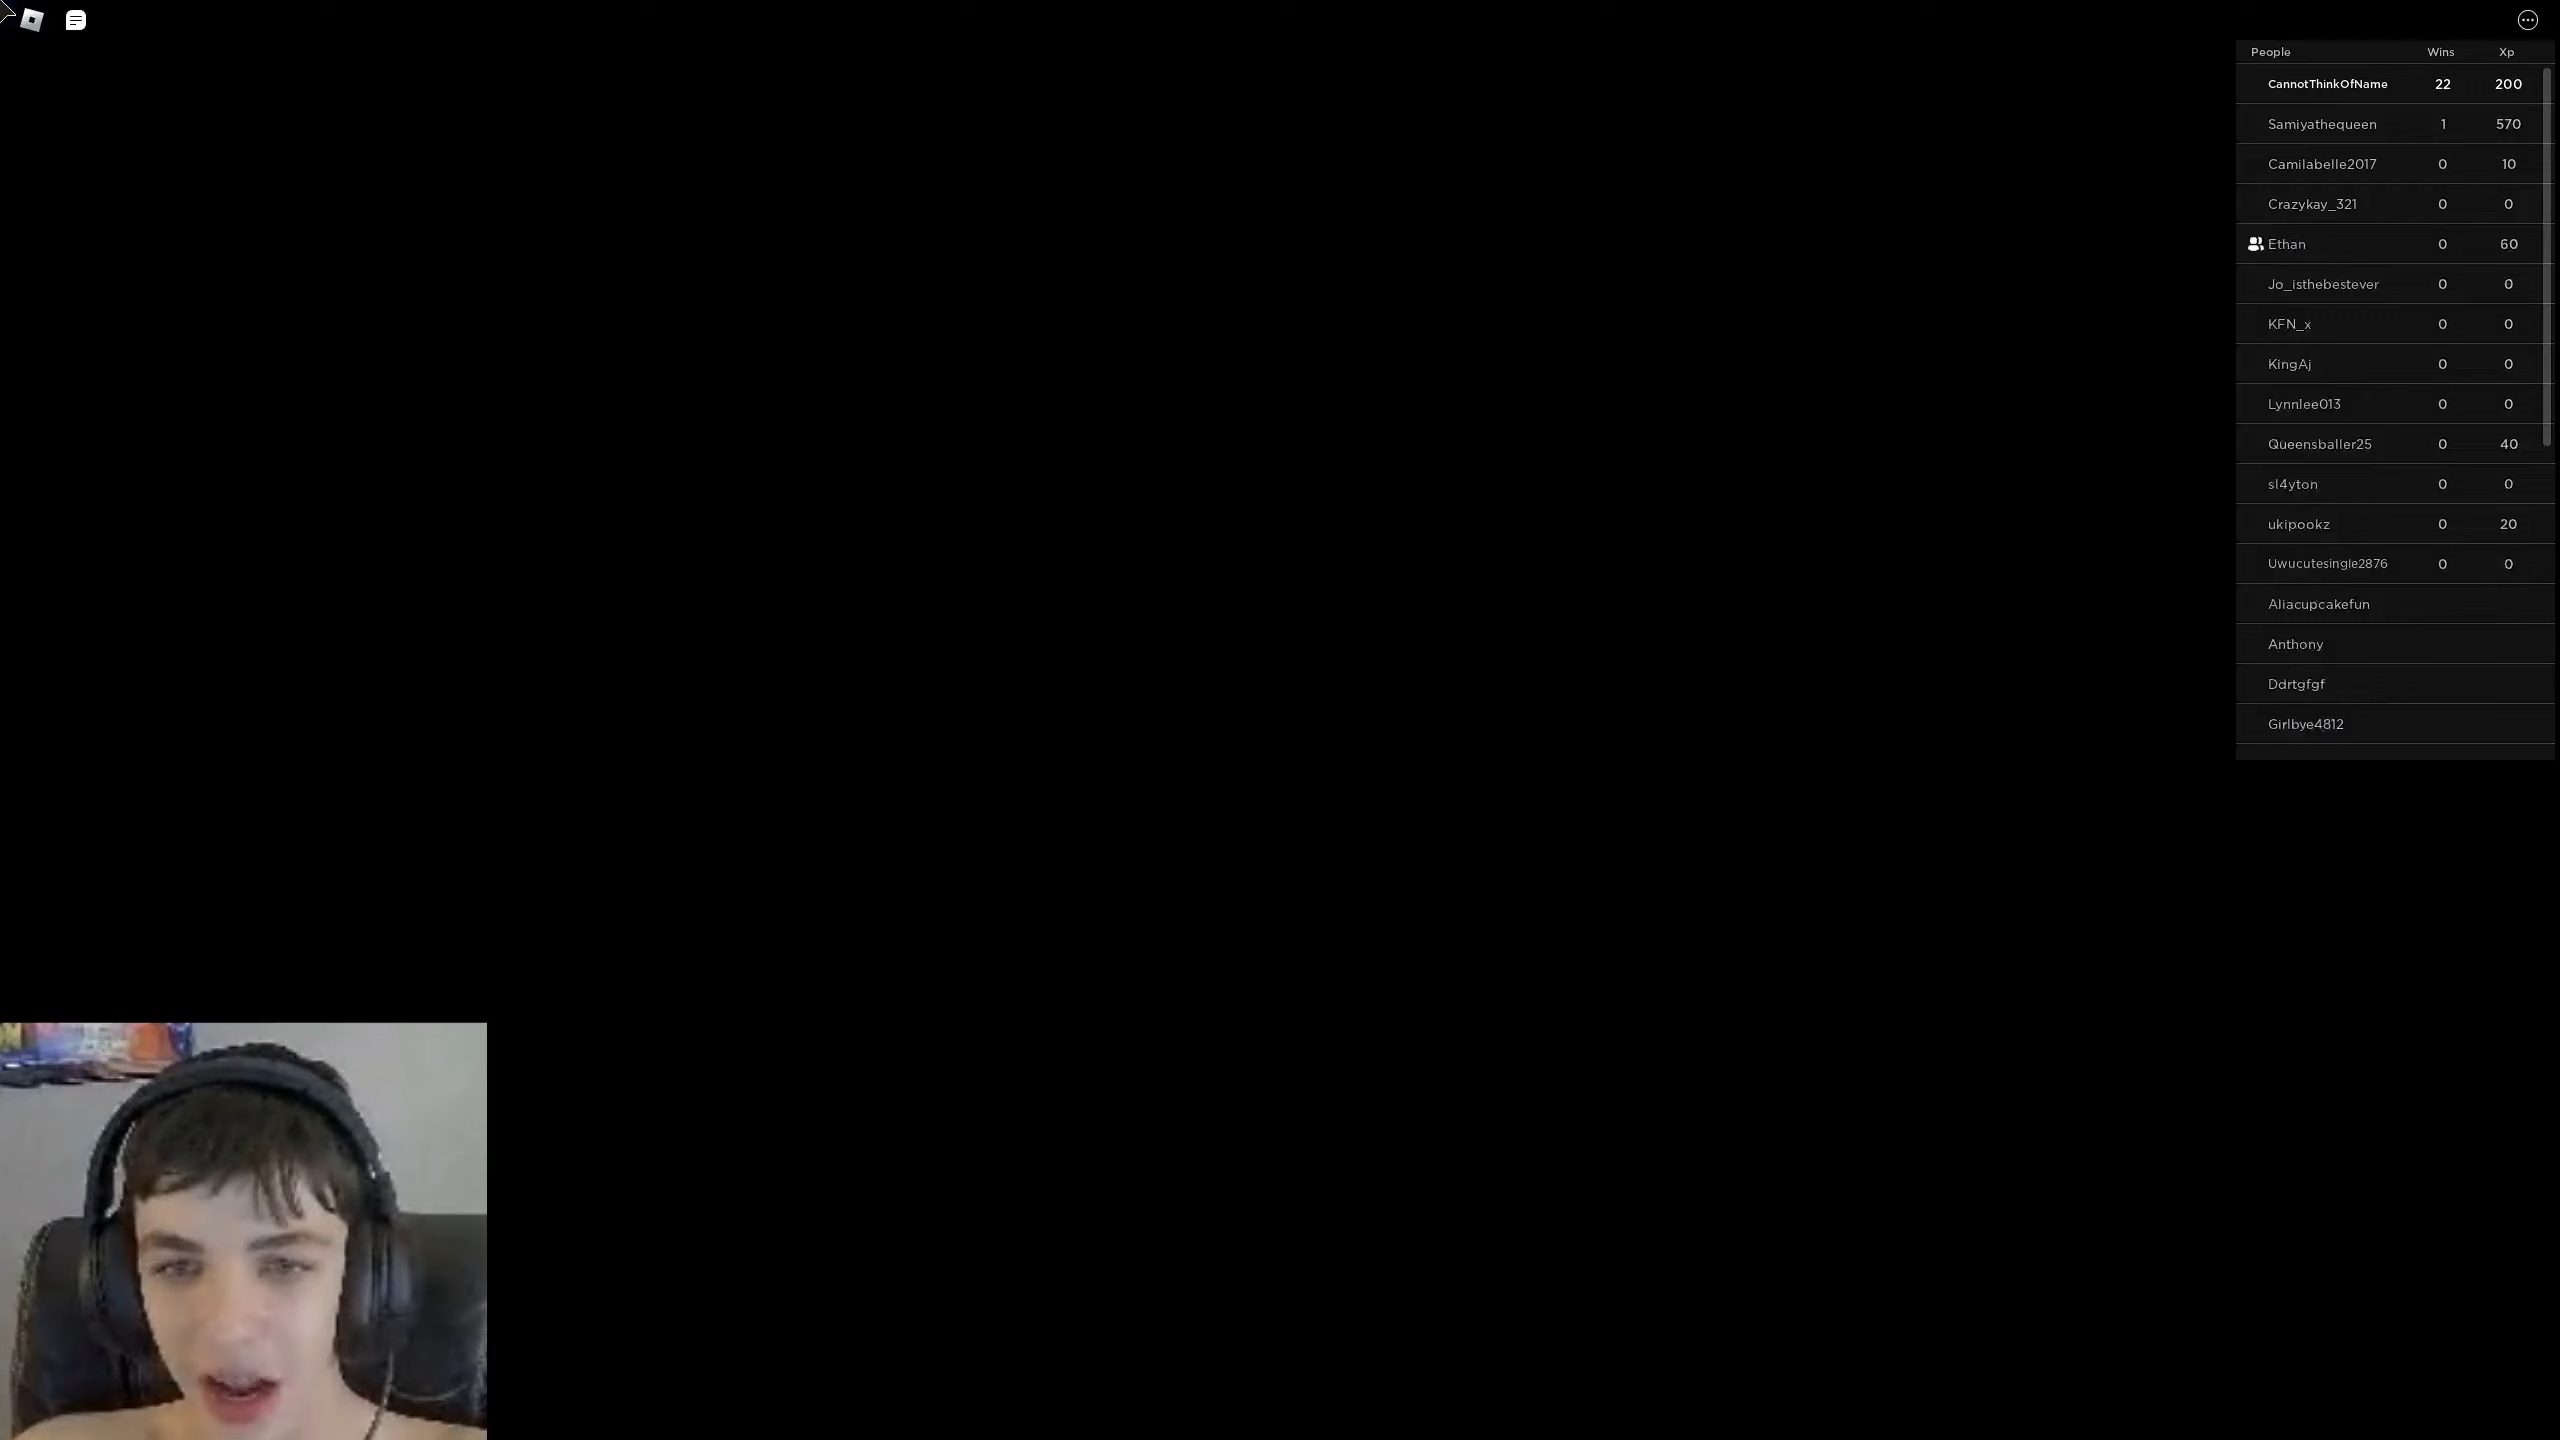 People Wins Xp
CannotThinkOfName 22 200
Samiyathequeen 1 570
Camilabelle2017 0 10
Crazykay_321 0 0
Ethan 0 60
Jo_isthebestever 0 0
KFN_x 0 0
KingAj 0 0
Lynnlee013 0 0
Queensballer25 0 40
sl4yton 0 0
ukipookz 0 20
Uwucutesingle2876 0 0
Aliacupcakefun
Anthony
Ddrtgfgf
Girlbye4812